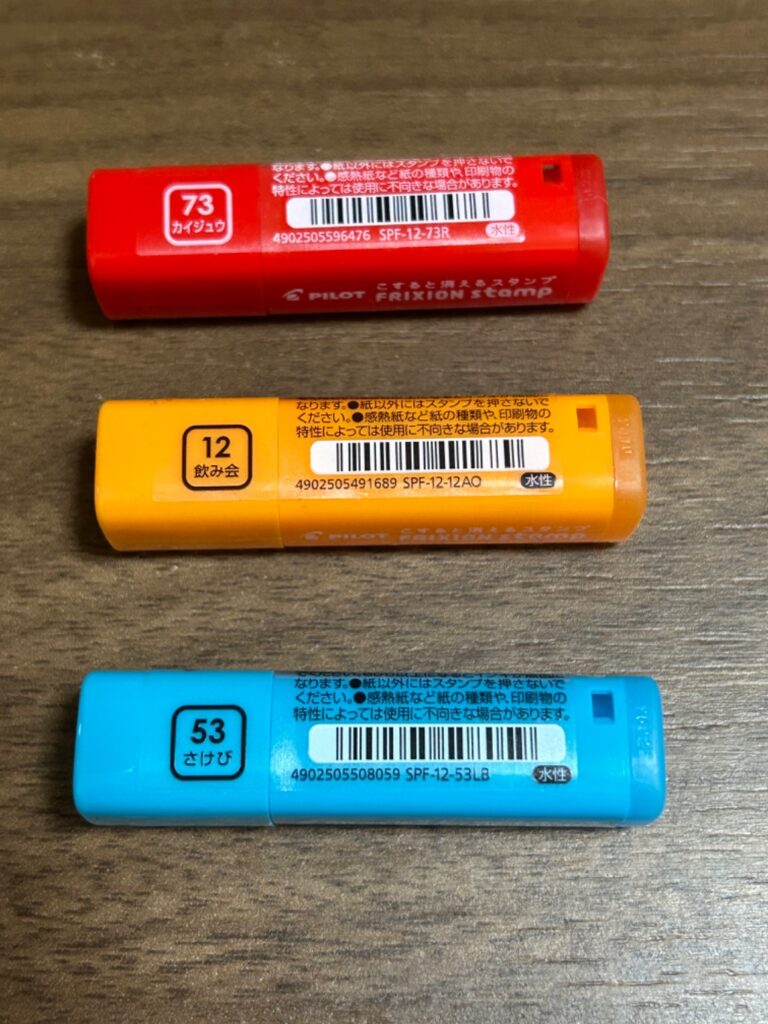 73
カイジュウ
なります。●紙以外にはスタンプを押さないで
ください。●感熱紙など紙の種類や、印刷物の
特性によっては使用に不向きな場合があります。
4902505596476 SPF-12-73R 水性
こすると消えるスタンプ
PILOT FRIXION stamp
12
飲み会
なります。●紙以外にはスタンプを押さないで
ください。●感熱紙など紙の種類や、印刷物の
特性によっては使用に不向きな場合があります。
4902505491689 SPF-12-12AO 水性
こすると消えるスタンプ
PILOT FRIXION stamp
53
さけび
なります。●紙以外にはスタンプを押さないで
ください。●感熱紙など紙の種類や、印刷物の
特性によっては使用に不向きな場合があります。
4902505508059 SPF-12-53LB 水性